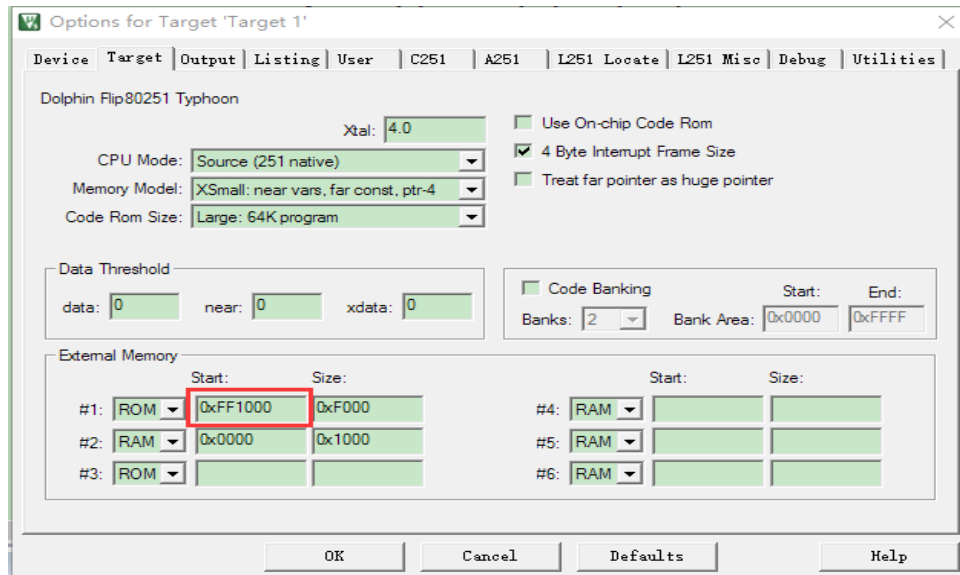 Options for Target 'Target 1'
Device Target Output Listing User C251 A251 L251 Locate L251 Misc Debug Utilities
Dolphin Flip80251 Typhoon
Xtal: 4.0
Use On-chip Code Rom
CPU Mode: Source (251 native)
4 Byte Interrupt Frame Size
Memory Model: XSmall: near vars, far const, ptr-4
Treat far pointer as huge pointer
Code Rom Size: Large: 64K program
Data Threshold
data: 0 near: 0 xdata: 0
Code Banking Start: End:
Banks: 2 Bank Area: 0x0000 0xFFFF
External Memory
Start: Size: Start: Size:
#1: ROM 0xFF1000 0xF000 #4: RAM
#2: RAM 0x0000 0x1000 #5: RAM
#3: ROM #6: RAM
OK Cancel Defaults Help